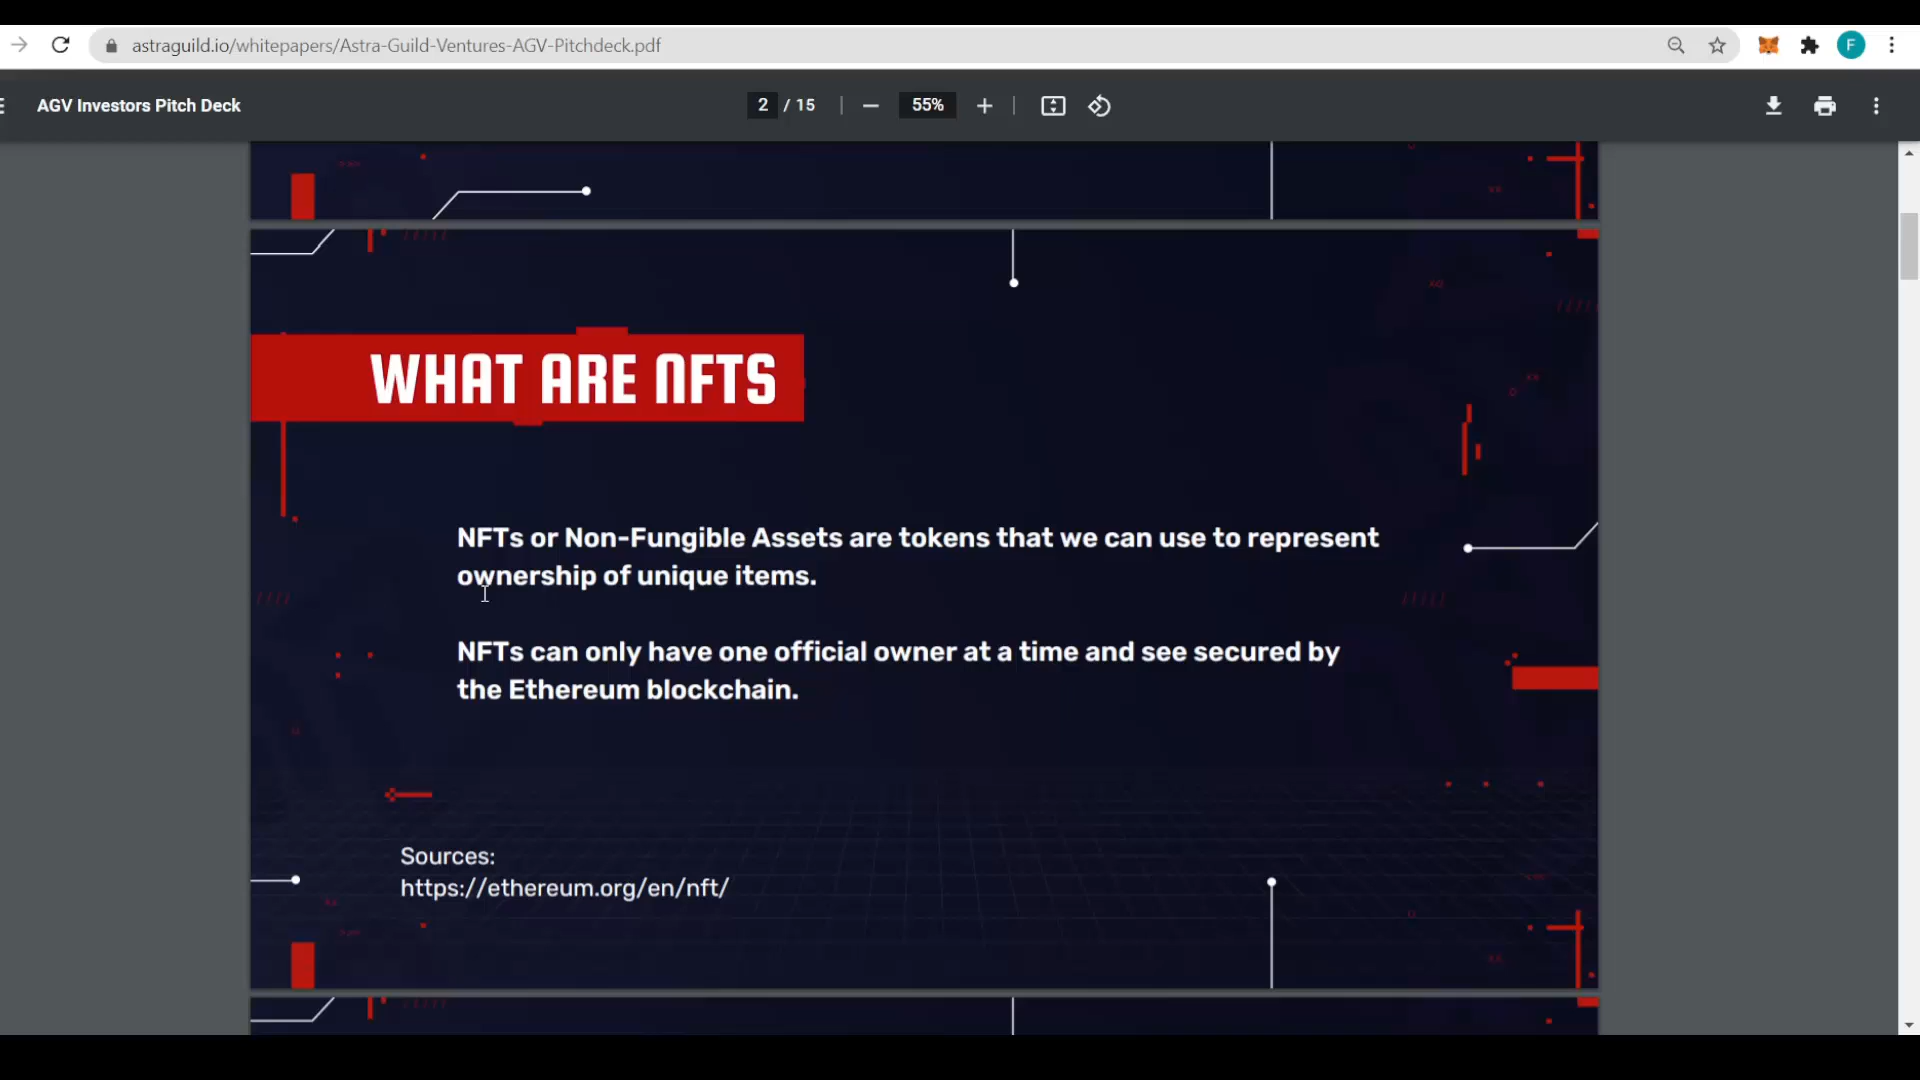 astraguild.io/whitepapers/Astra-Guild-Ventures-AGV-Pitchdeck.pdf
F
AGV Investors Pitch Deck
2 / 15
55%
WHAT ARE NFTS
NFTs or Non-Fungible Assets are tokens that we can use to represent
ownership of unique items.
NFTs can only have one official owner at a time and see secured by
the Ethereum blockchain.
Sources:
https://ethereum.org/en/nft/